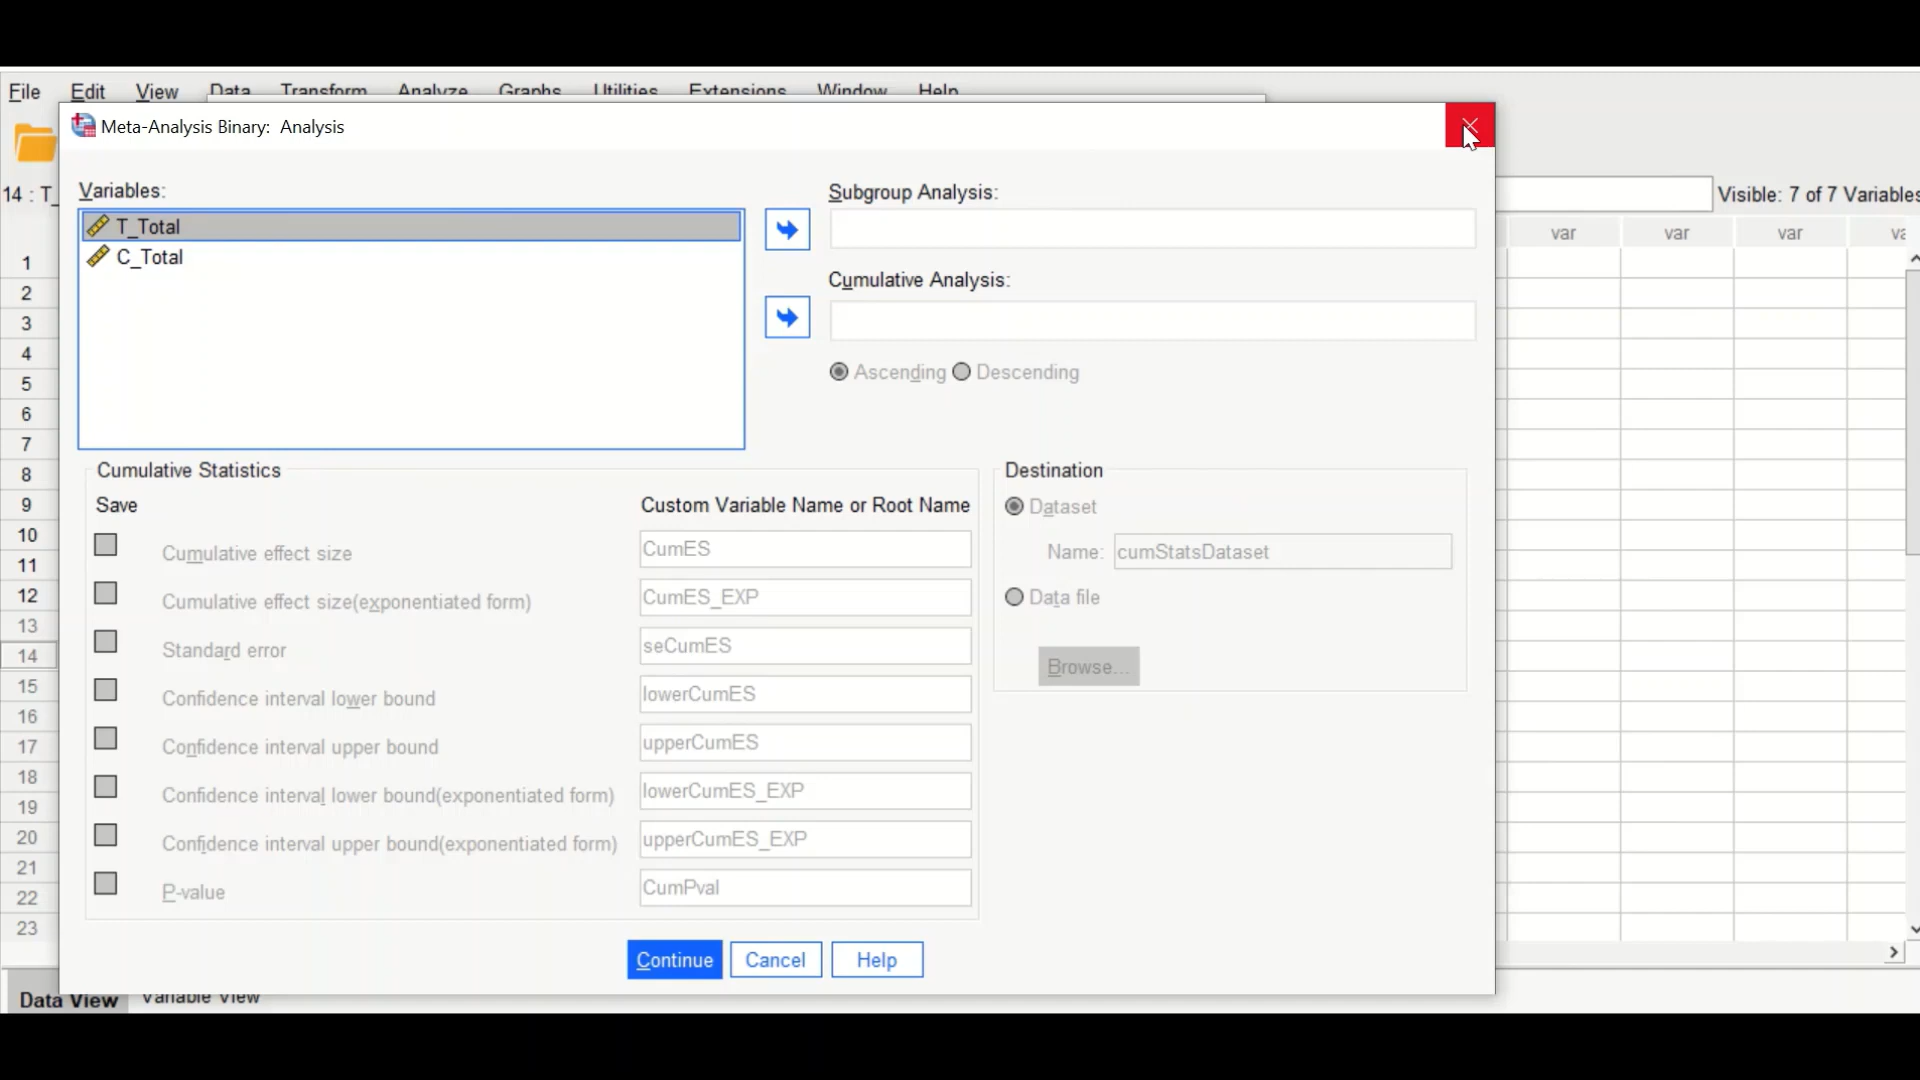 File Edit View Data Transform Analyze Graphs Utilities Extensions Window Help
Meta-Analysis Binary: Analysis
14 : T_
Visible: 7 of 7 Variables
var var var va
1
2
3
4
5
6
7
8
9
10
11
12
13
14
15
16
17
18
19
20
21
22
23
Variables:
T_Total
C_Total
Subgroup Analysis:
Cumulative Analysis:
Ascending Descending
Cumulative Statistics
Save Custom Variable Name or Root Name
Cumulative effect size CumES
Cumulative effect size(exponentiated form) CumES_EXP
Standard error seCumES
Confidence interval lower bound lowerCumES
Confidence interval upper bound upperCumES
Confidence interval lower bound(exponentiated form) lowerCumES_EXP
Confidence interval upper bound(exponentiated form) upperCumES_EXP
P-value CumPval
Destination
Dataset
Name: cumStatsDataset
Data file
Browse...
Continue Cancel Help
Data View Variable View